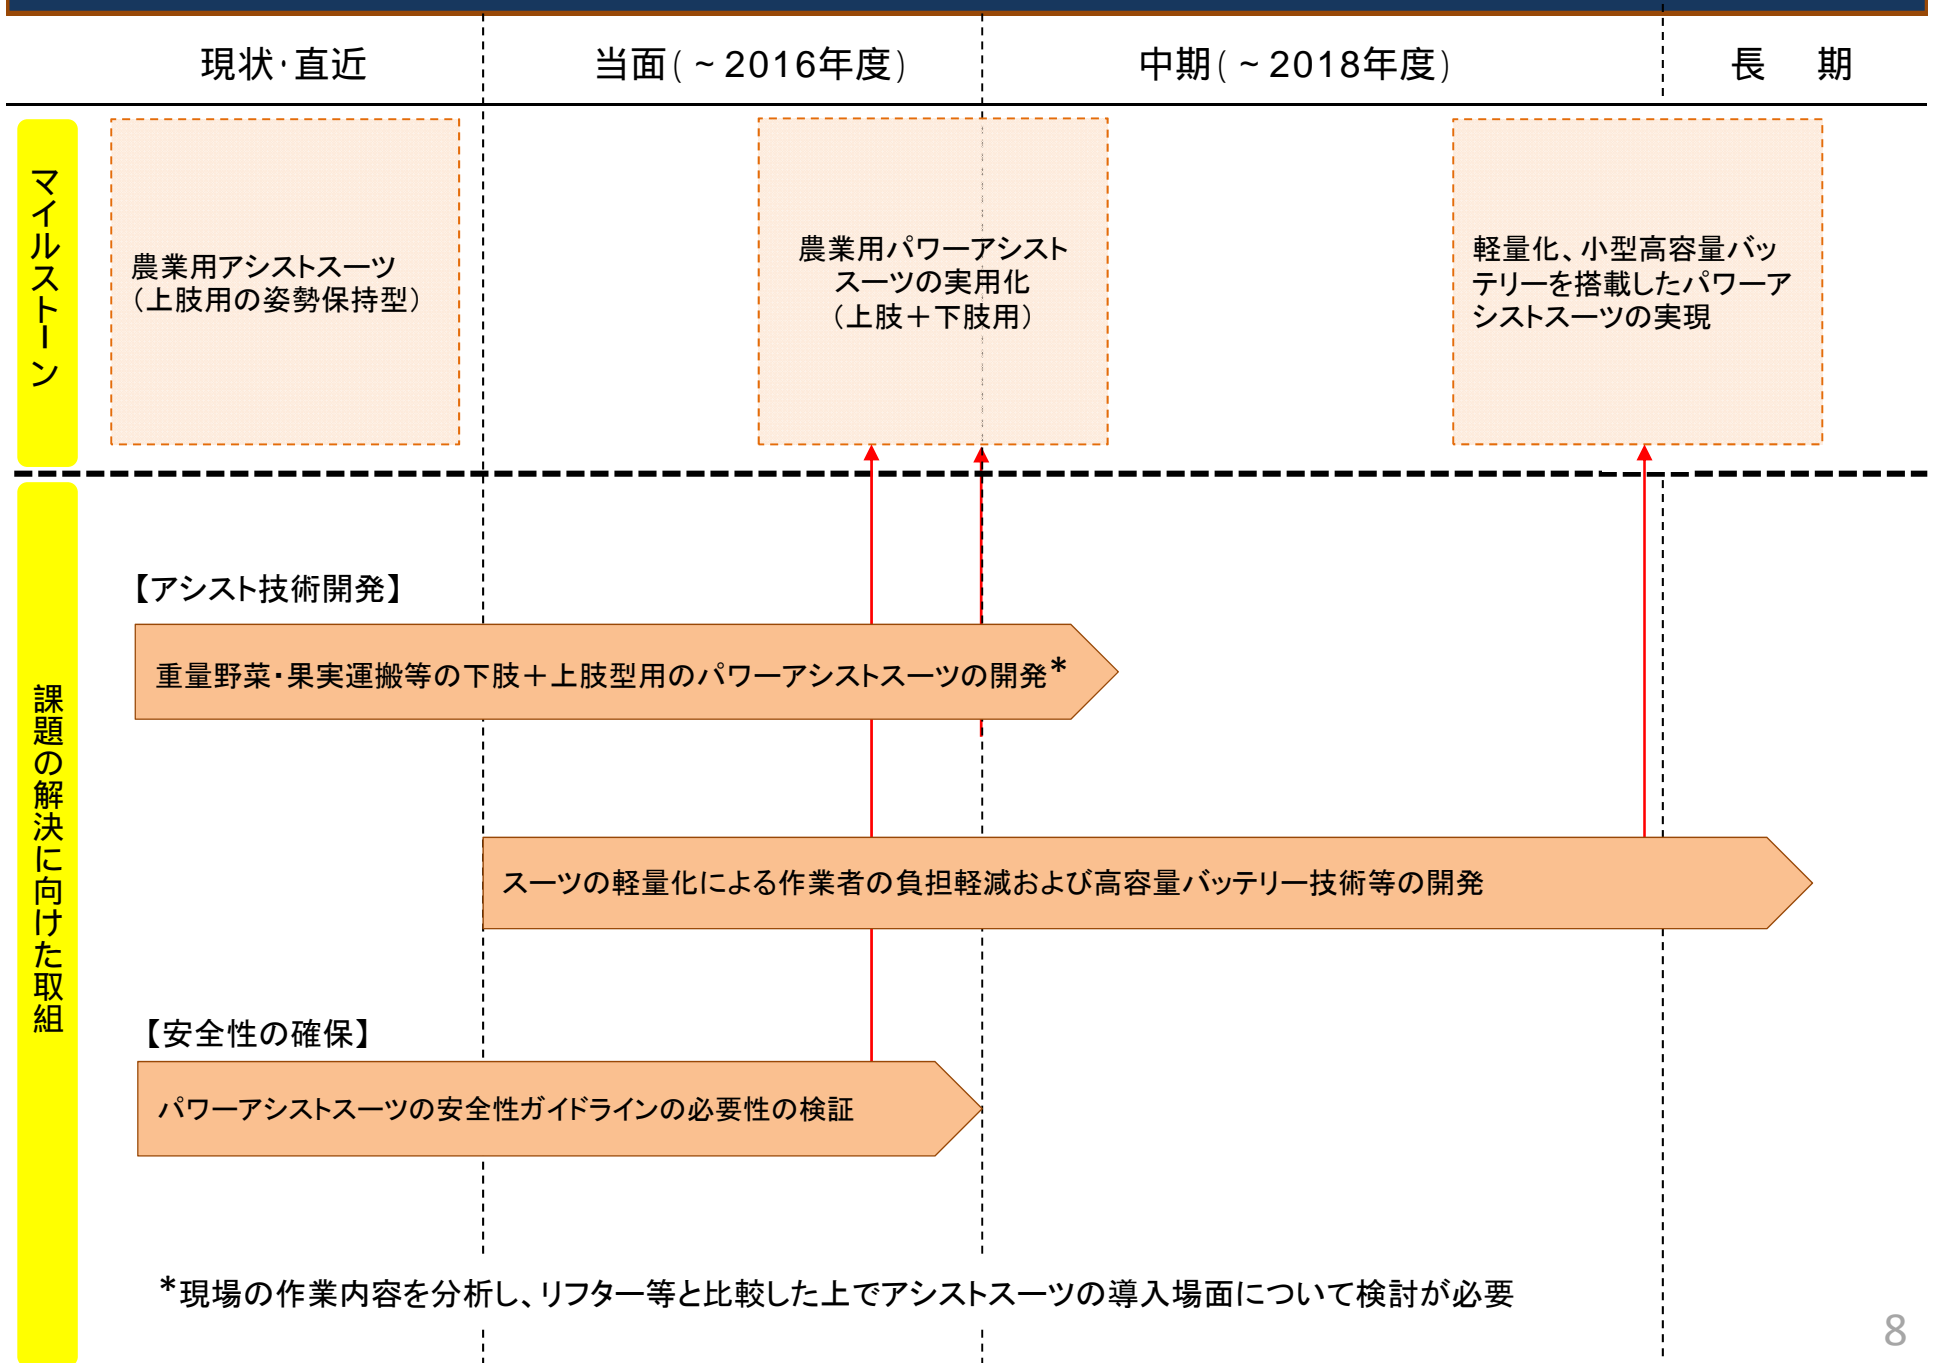 現状・直近
当面(～2016年度)
中期(～2018年度)
長　期
マイルストーン
農業用アシストスーツ
（上肢用の姿勢保持型）
農業用パワーアシスト
スーツの実用化
（上肢＋下肢用）
軽量化、小型高容量バッ
テリーを搭載したパワーア
シストスーツの実現
課題の解決に向けた取組
【アシスト技術開発】
重量野菜・果実運搬等の下肢＋上肢型用のパワーアシストスーツの開発*
スーツの軽量化による作業者の負担軽減および高容量バッテリー技術等の開発
【安全性の確保】
パワーアシストスーツの安全性ガイドラインの必要性の検証
*現場の作業内容を分析し、リフター等と比較した上でアシストスーツの導入場面について検討が必要
8